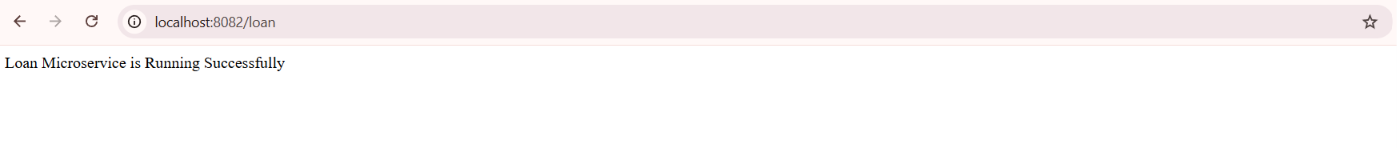 localhost:8082/loan
Loan Microservice is Running Successfully